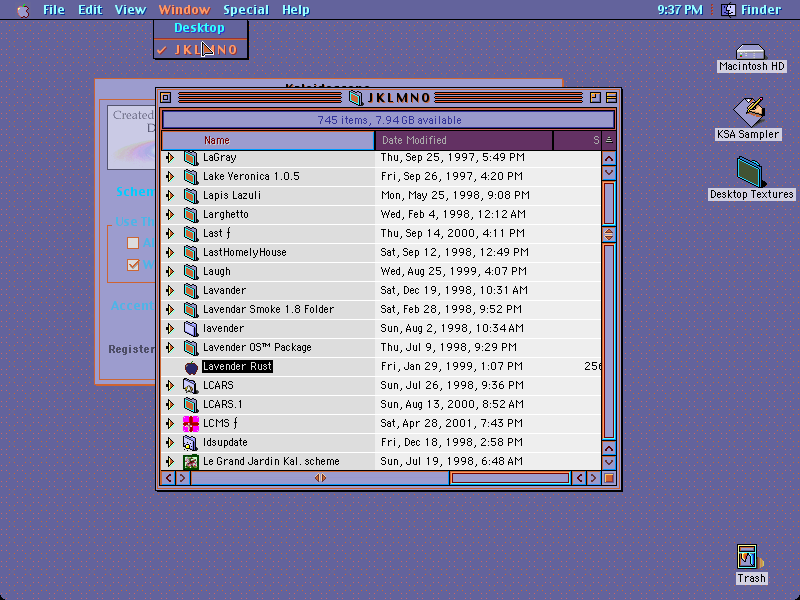 File Edit View Window Special Help 9:37 PM Finder
Desktop
✓ JKLMNO
Macintosh HD
KSA Sampler
Desktop Textures
Trash
Created
D
Register
JKLMNO
745 items, 7.94 GB available
Name Date Modified S
LaGray Thu, Sep 25, 1997, 5:49 PM
Lake Veronica 1.0.5 Fri, Sep 26, 1997, 4:20 PM
Lapis Lazuli Mon, May 25, 1998, 9:08 PM
Larghetto Wed, Feb 4, 1998, 12:12 AM
Last ƒ Thu, Sep 14, 2000, 4:11 PM
LastHomelyHouse Sat, Sep 12, 1998, 12:49 PM
Laugh Wed, Aug 25, 1999, 4:07 PM
Lavander Sat, Dec 19, 1998, 10:31 AM
Lavendar Smoke 1.8 Folder Sat, Feb 28, 1998, 9:52 PM
lavender Sun, Aug 2, 1998, 10:34 AM
Lavender OS™ Package Thu, Jul 9, 1998, 9:29 PM
Lavender Rust Fri, Jan 29, 1999, 1:07 PM 256
LCARS Sun, Jul 26, 1998, 9:36 PM
LCARS.1 Sun, Aug 13, 2000, 8:52 AM
LCMS ƒ Sat, Apr 28, 2001, 7:43 PM
ldsupdate Fri, Dec 18, 1998, 2:58 PM
Le Grand Jardin Kal. scheme Sun, Jul 19, 1998, 6:48 AM